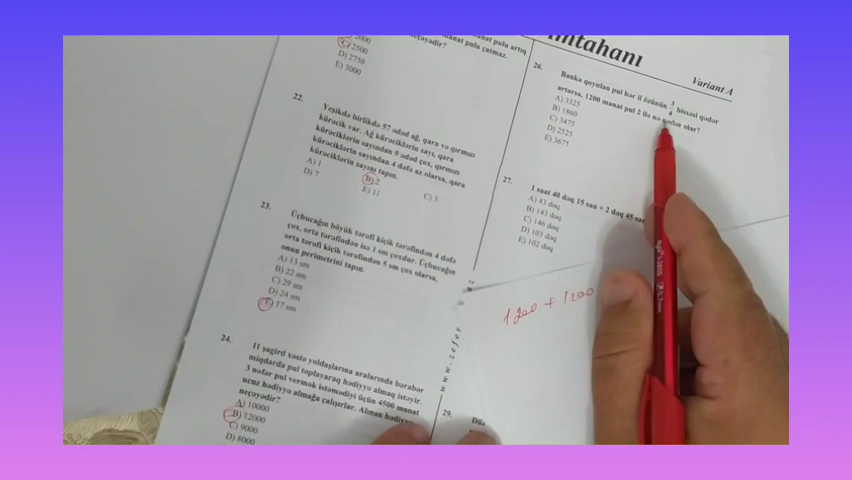 manat pulu artıq
manat pulu çatmaz.
neçəyədir?
2000
C) 2500
D) 2750
E) 3000
22.
Yeşikdə birlikdə 57 ədəd ağ, qara və qırmızı
kürəcik var. Ağ kürəciklərin sayı, qara
kürəciklərin sayından 9 ədəd çox, qırmızı
kürəciklərin sayından 4 dəfə az olarsa, qara
kürəciklərin sayını tapın.
A) 1
B) 2
C) 3
D) 7
E) 11
23.
Üçbucağın böyük tərəfi kiçik tərəfindən 4 dəfə
çox, orta tərəfindən isə 1 sm çoxdur. Üçbucağın
orta tərəfi kiçik tərəfindən 5 sm çox olarsa,
onun perimetrini tapın.
A) 13 sm
B) 22 sm
C) 29 sm
D) 24 sm
E) 17 sm
24.
11 şagird xəstə yoldaşlarına aralarında bərabər
miqdarda pul toplayaraq hədiyyə almaq istəyir.
3 nəfər pul vermək istəmədiyi üçün 4500 manat
ucuz hədiyyə almağa çalışırlar. Alınan hədiyyə
neçəyədir?
A) 10000
B) 12000
C) 9000
D) 8000
imtahanı
Variant A
26.
Banka qoyulan pul hər il özünün 3/4 hissəsi qədər
artarsa, 1200 manat pul 2 ilə nə qədər olar?
A) 3325
B) 1860
C) 3475
D) 2525
E) 3675
27.
1 saat 40 dəq 15 san + 2 dəq 45 san
A) 43 dəq
B) 143 dəq
C) 146 dəq
D) 103 dəq
E) 102 dəq
1200 + 1200
www.zefer
29.